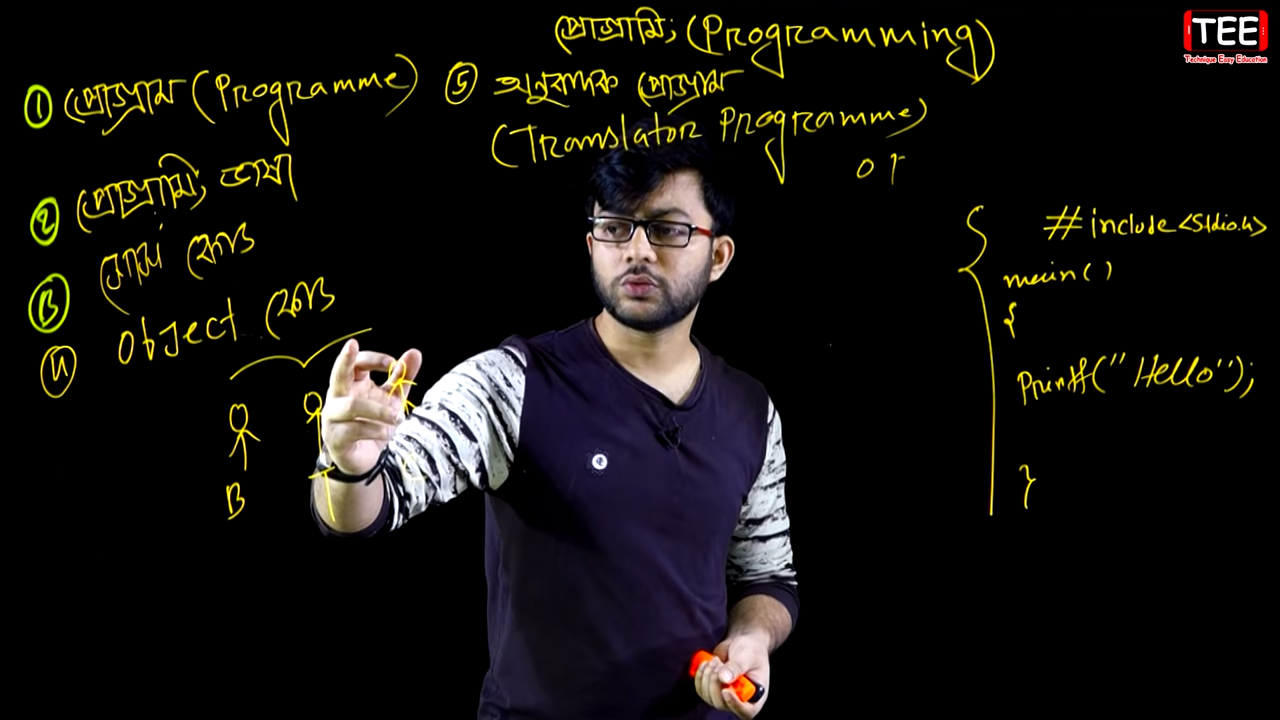 প্রোগ্রামিং (Programming)
TEE
Technique Easy Education
① প্রোগ্রাম (Programme)
② প্রোগ্রামিং ভাষা
③ সোর্স কোড
④ Object কোড
B T
⑤ অনুবাদক প্রোগ্রাম
(Translator Programme)
#include <Stdio.h>
main()
{
Printf("Hello");
}